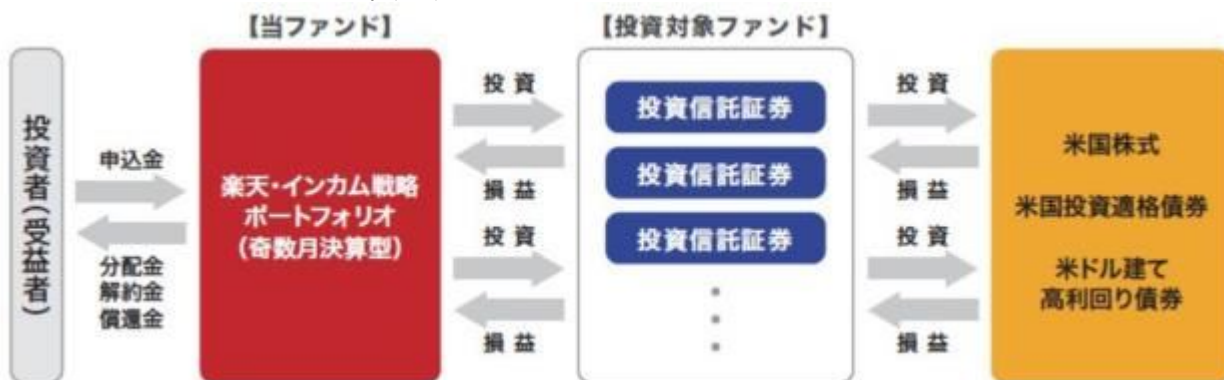 【当ファンド】
【投資対象ファンド】
投資者(受益者)
申込金
分配金
解約金
償還金
楽天・インカム戦略
ポートフォリオ
(奇数月決算型)
投資
損益
投資
損益
投資信託証券
投資信託証券
投資信託証券
投資
損益
投資
損益
米国株式
米国投資適格債券
米ドル建て
高利回り債券